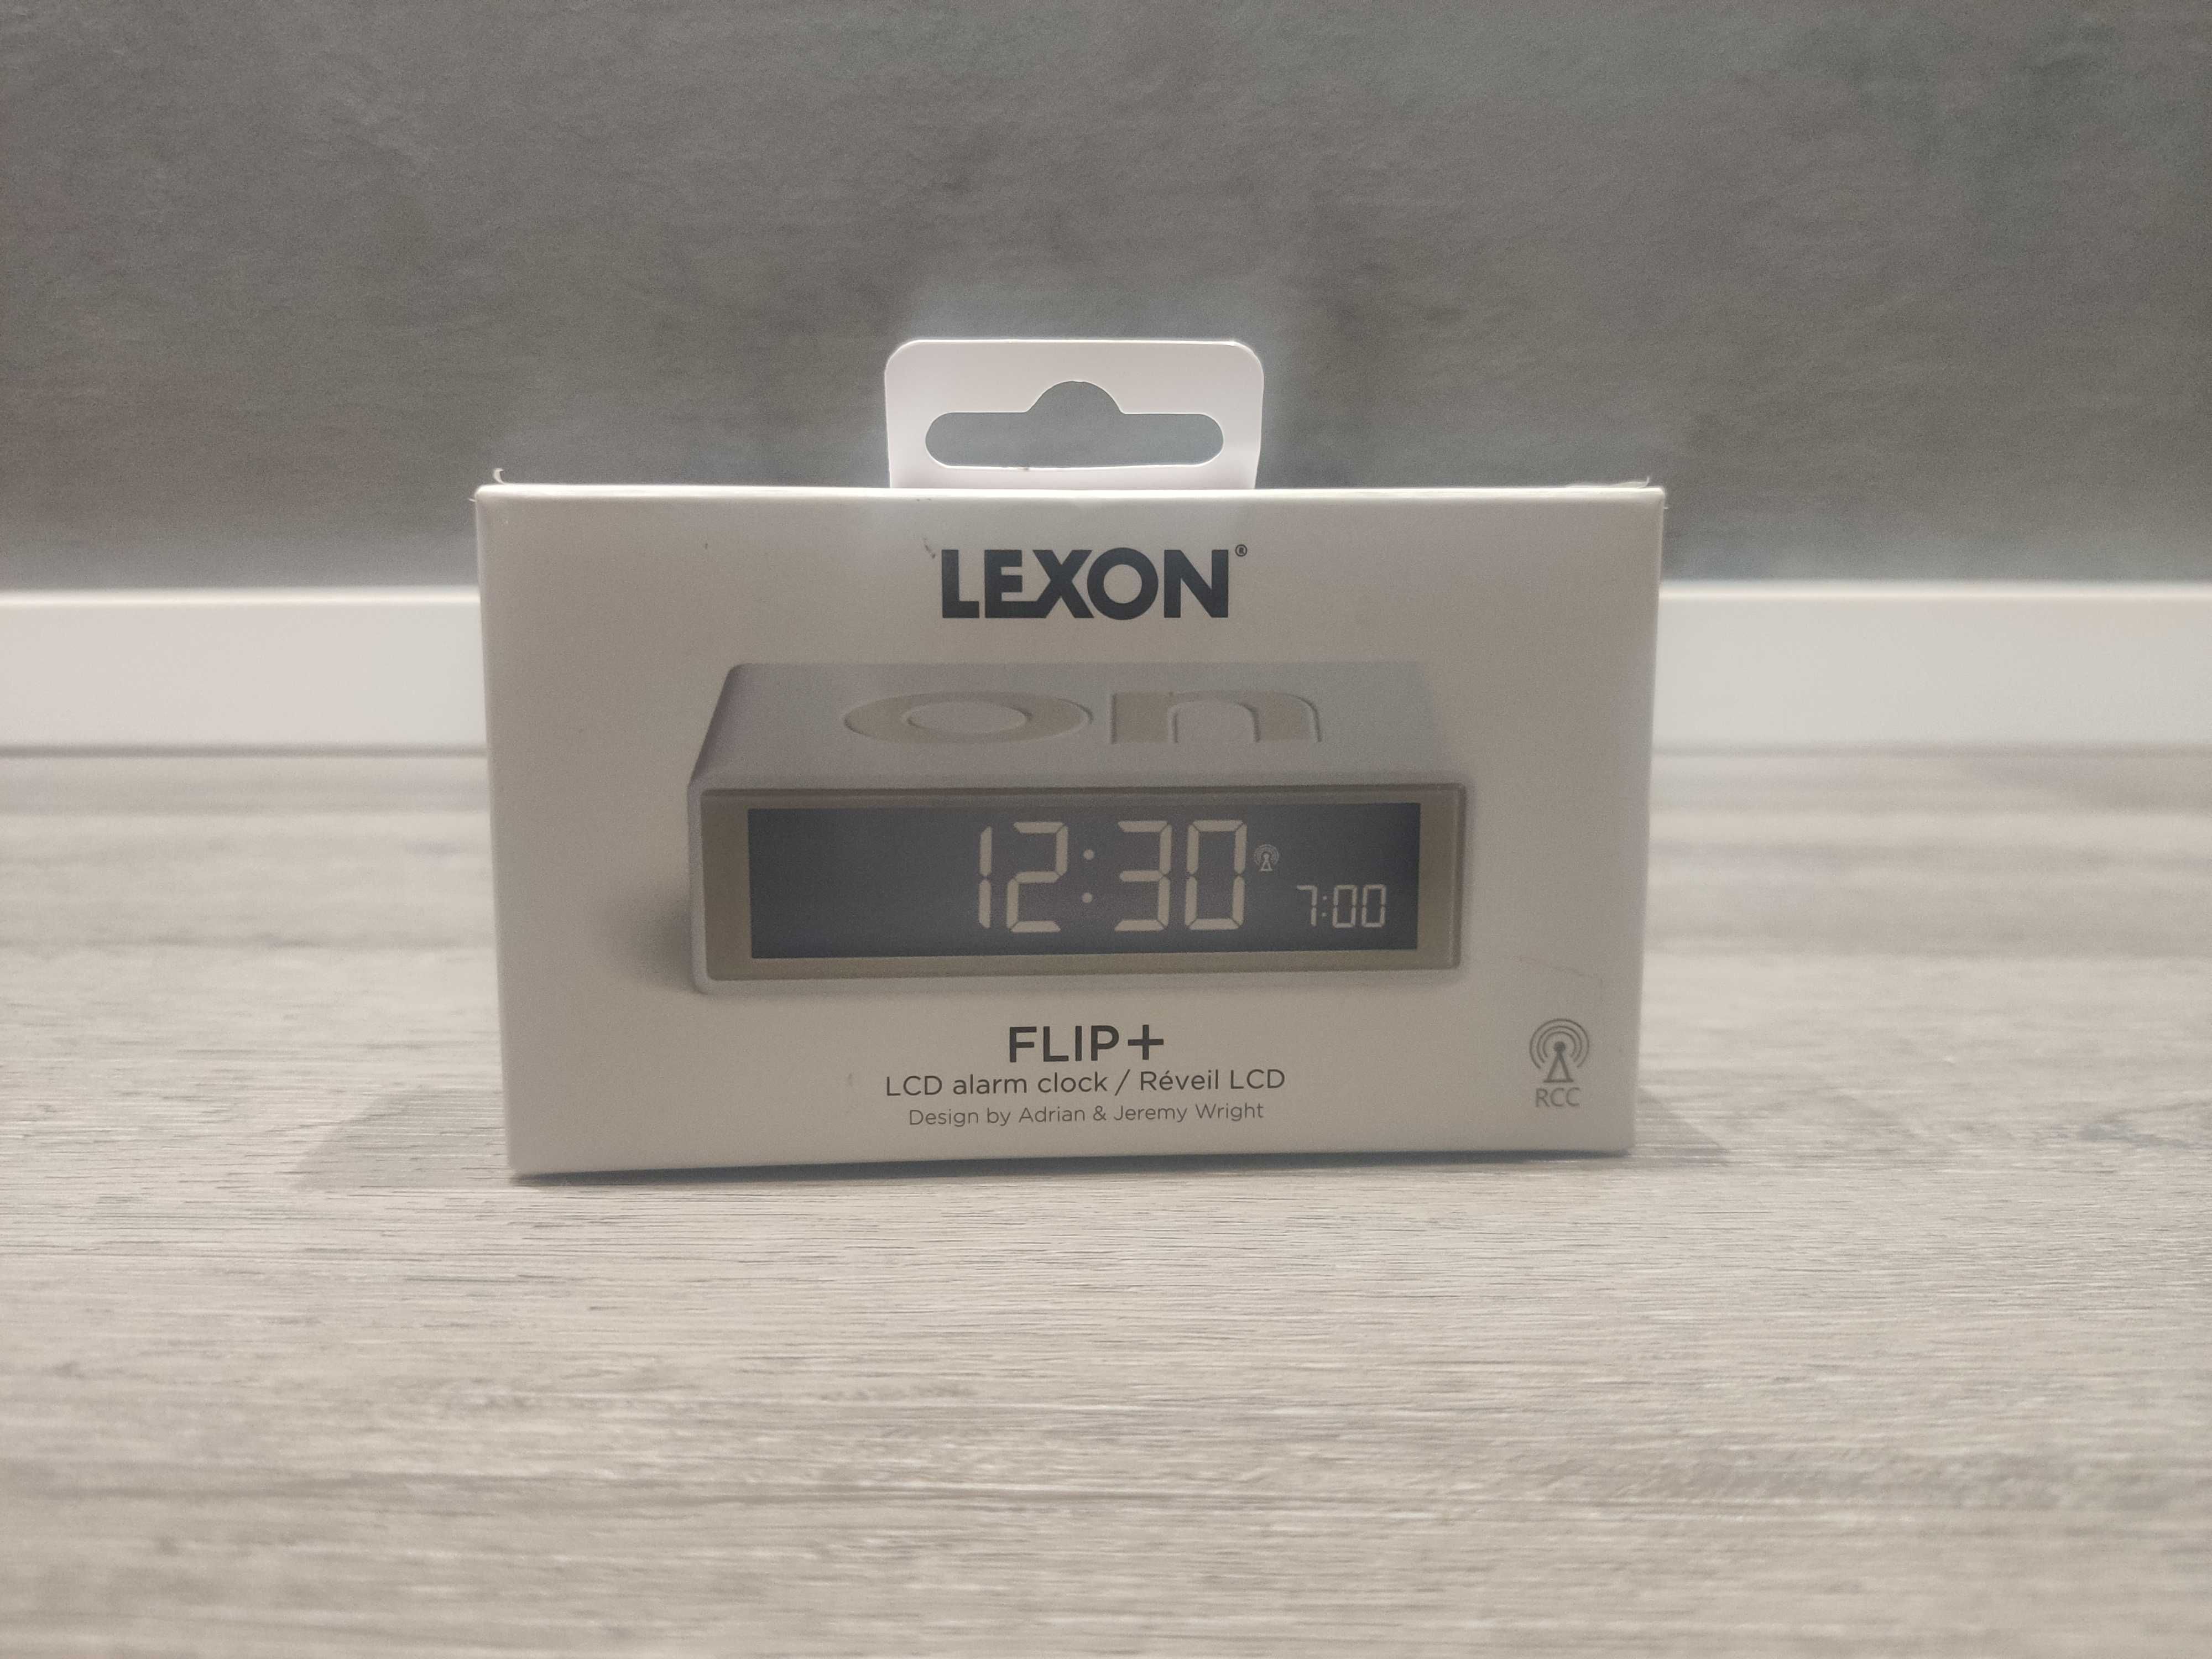 LEXON®
on
12:30
7:00
FLIP+
LCD alarm clock / Réveil LCD
Design by Adrian & Jeremy Wright
RCC